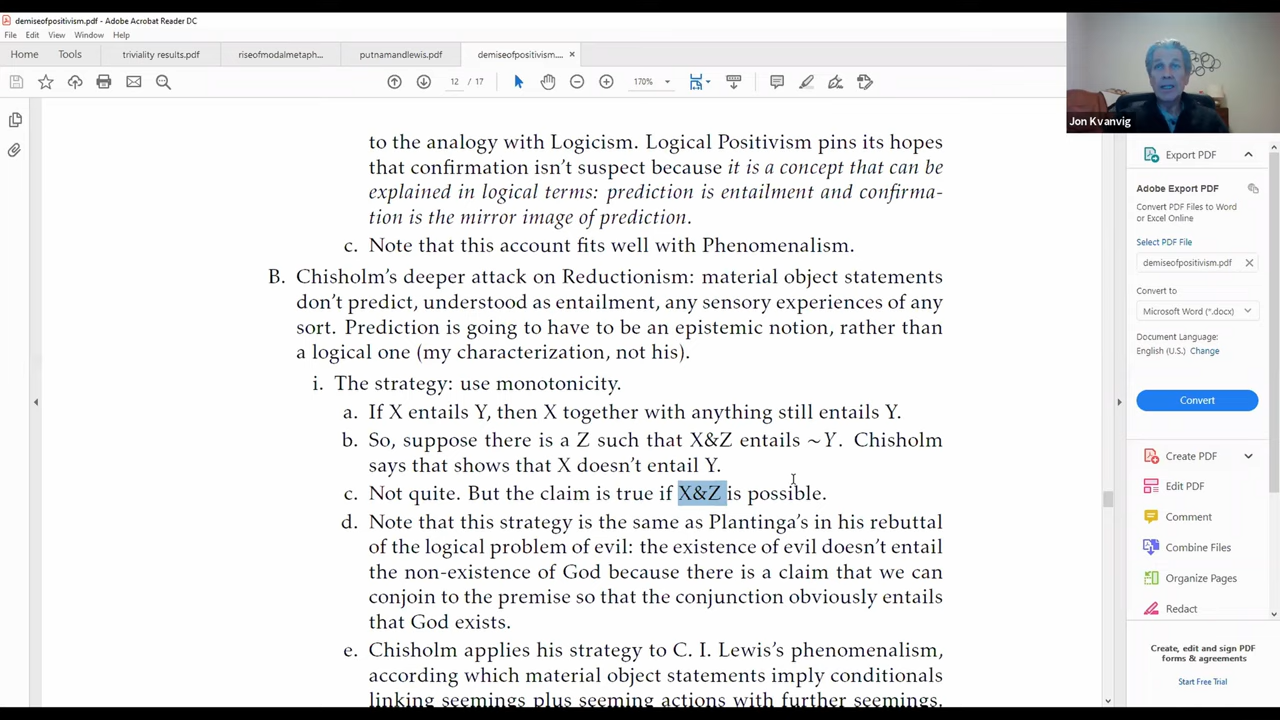 demiseofpositivism.pdf - Adobe Acrobat Reader DC
File Edit View Window Help
Home Tools triviality results.pdf riseofmodalmetaph... putnamandlewis.pdf demiseofpositivism.... ×
12 / 17 170%
Jon Kvanvig
to the analogy with Logicism. Logical Positivism pins its hopes
that confirmation isn't suspect because it is a concept that can be
explained in logical terms: prediction is entailment and confirma-
tion is the mirror image of prediction.
c. Note that this account fits well with Phenomenalism.
B. Chisholm's deeper attack on Reductionism: material object statements
don't predict, understood as entailment, any sensory experiences of any
sort. Prediction is going to have to be an epistemic notion, rather than
a logical one (my characterization, not his).
i. The strategy: use monotonicity.
a. If X entails Y, then X together with anything still entails Y.
b. So, suppose there is a Z such that X&Z entails ~Y. Chisholm
says that shows that X doesn't entail Y.
c. Not quite. But the claim is true if X&Z is possible.
d. Note that this strategy is the same as Plantinga's in his rebuttal
of the logical problem of evil: the existence of evil doesn't entail
the non-existence of God because there is a claim that we can
conjoin to the premise so that the conjunction obviously entails
that God exists.
e. Chisholm applies his strategy to C. I. Lewis's phenomenalism,
according which material object statements imply conditionals
linking seemings plus seeming actions with further seemings.
Export PDF
Adobe Export PDF
Convert PDF Files to Word
or Excel Online
Select PDF File
demiseofpositivism.pdf
Convert to
Microsoft Word (*.docx)
Document Language:
English (U.S.) Change
Convert
Create PDF
Edit PDF
Comment
Combine Files
Organize Pages
Redact
Create, edit and sign PDF
forms & agreements
Start Free Trial